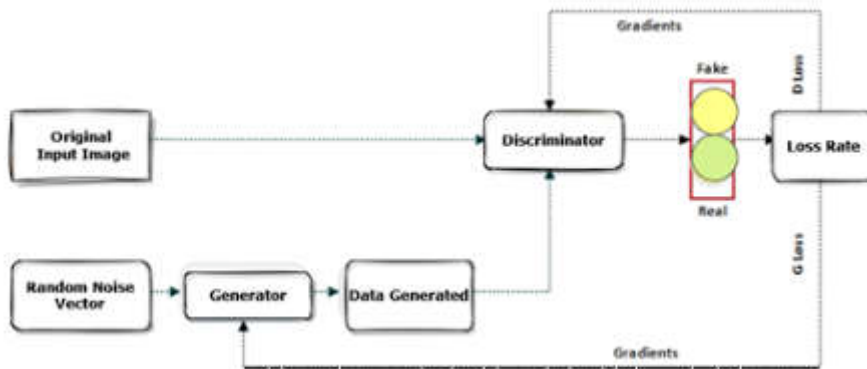 Gradients
Fake
D Loss
Original
Input Image
Discriminator
Loss Rate
Real
G Loss
Random Noise
Vector
Generator
Data Generated
Gradients